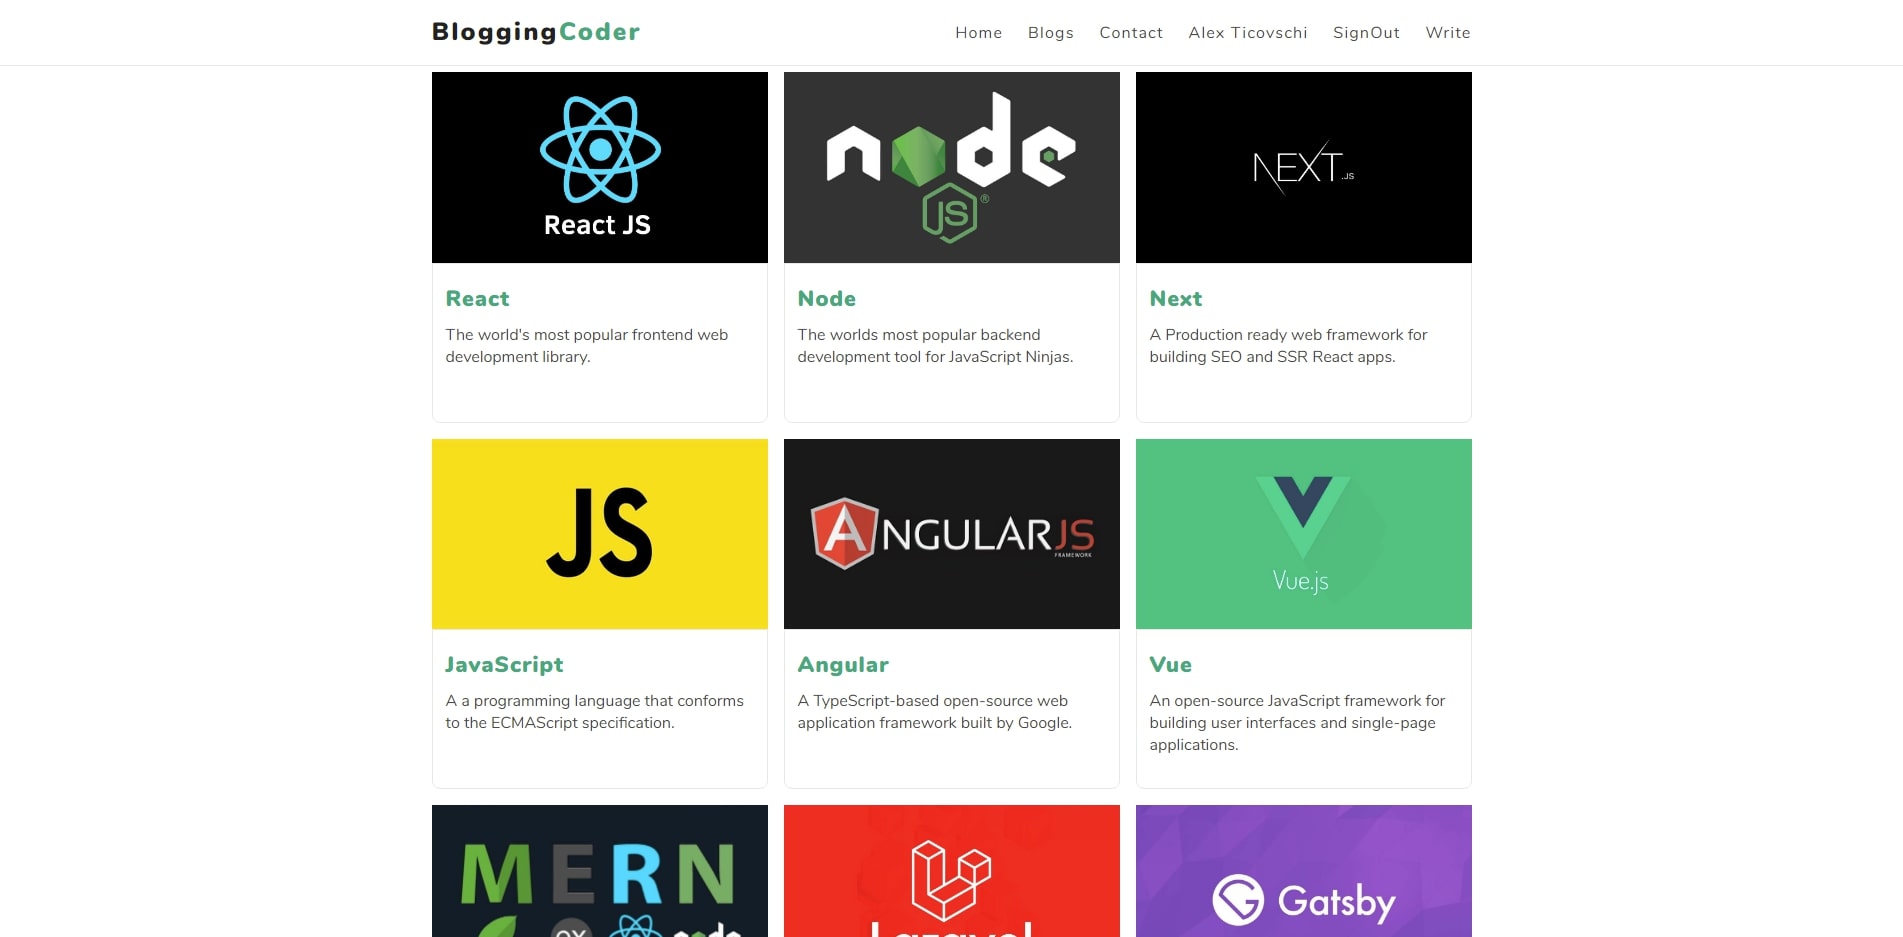 BloggingCoder
Home Blogs Contact Alex Ticovschi SignOut Write
React JS
node
JS ®
NEXT.JS
React
The world's most popular frontend web
development library.
Node
The worlds most popular backend
development tool for JavaScript Ninjas.
Next
A Production ready web framework for
building SEO and SSR React apps.
JS
ANGULARJS
FRAMEWORK
Vue.js
JavaScript
A a programming language that conforms
to the ECMAScript specification.
Angular
A TypeScript-based open-source web
application framework built by Google.
Vue
An open-source JavaScript framework for
building user interfaces and single-page
applications.
MERN
ex
node
Laravel
Gatsby